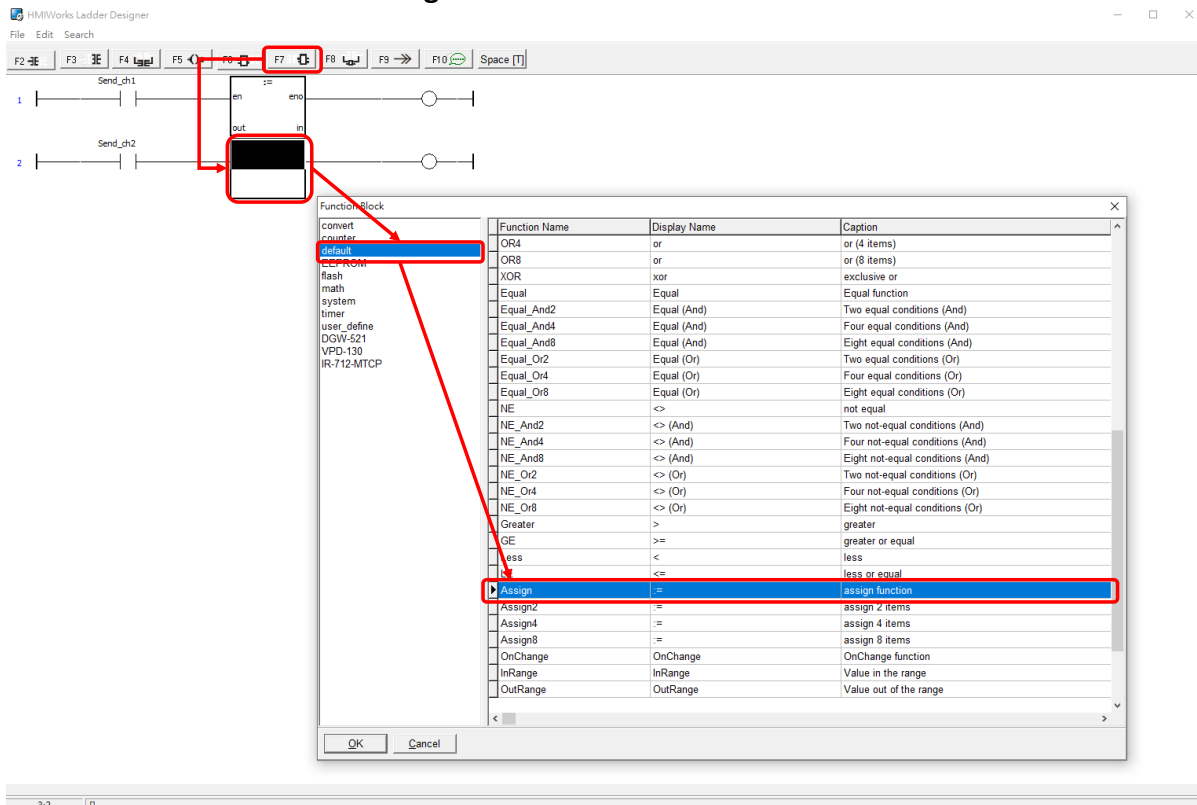 HMIWorks Ladder Designer
File Edit Search
F2 F3 F4 F5 F6 F7 F8 F9 F10 Space [T]
Send_ch1
:=
1
en eno
out in
Send_ch2
2
Function Block
convert
counter
default
EEPROM
flash
math
system
timer
user_define
DGW-521
VPD-130
IR-712-MTCP
Function Name Display Name Caption
OR4 or or (4 items)
OR8 or or (8 items)
XOR xor exclusive or
Equal Equal Equal function
Equal_And2 Equal (And) Two equal conditions (And)
Equal_And4 Equal (And) Four equal conditions (And)
Equal_And8 Equal (And) Eight equal conditions (And)
Equal_Or2 Equal (Or) Two equal conditions (Or)
Equal_Or4 Equal (Or) Four equal conditions (Or)
Equal_Or8 Equal (Or) Eight equal conditions (Or)
NE <> not equal
NE_And2 <> (And) Two not-equal conditions (And)
NE_And4 <> (And) Four not-equal conditions (And)
NE_And8 <> (And) Eight not-equal conditions (And)
NE_Or2 <> (Or) Two not-equal conditions (Or)
NE_Or4 <> (Or) Four not-equal conditions (Or)
NE_Or8 <> (Or) Eight not-equal conditions (Or)
Greater > greater
GE >= greater or equal
Less < less
<= less or equal
Assign := assign function
Assign2 := assign 2 items
Assign4 := assign 4 items
Assign8 := assign 8 items
OnChange OnChange OnChange function
InRange InRange Value in the range
OutRange OutRange Value out of the range
OK Cancel